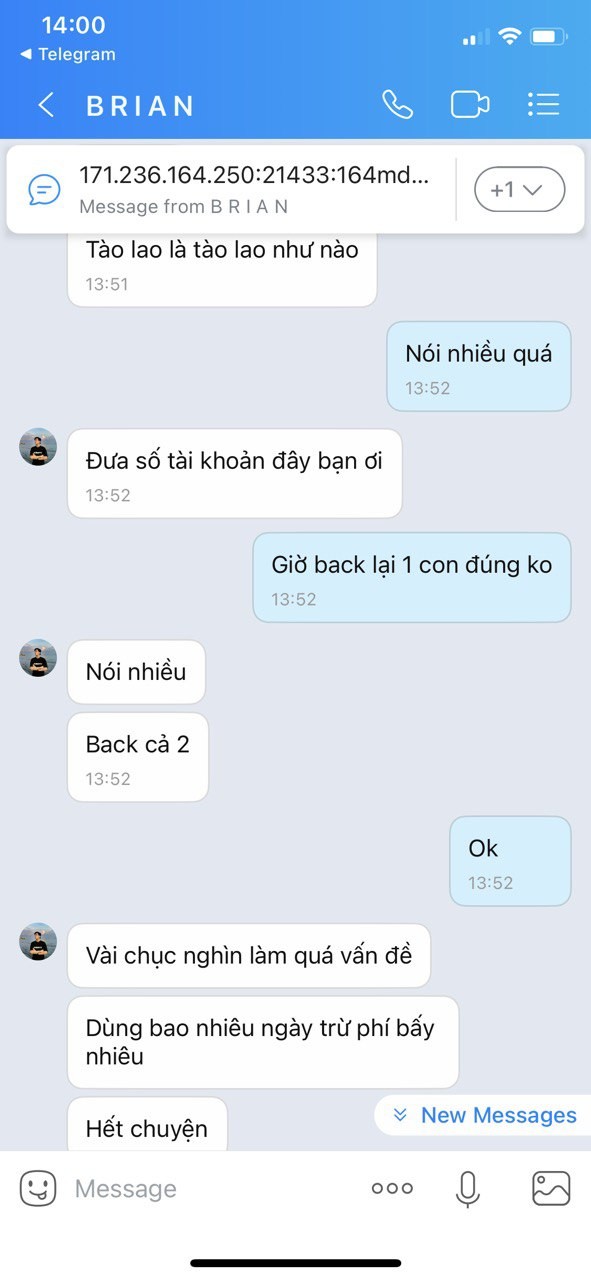 14:00
Telegram
B R I A N
171.236.164.250:21433:164md...
Message from B R I A N
+1
Tào lao là tào lao như nào
13:51
Nói nhiều quá
13:52
Đưa số tài khoản đây bạn ơi
13:52
Giờ back lại 1 con đúng ko
13:52
Nói nhiều
Back cả 2
13:52
Ok
13:52
Vài chục nghìn làm quá vấn đề
Dùng bao nhiêu ngày trừ phí bấy
nhiêu
Hết chuyện
New Messages
Message